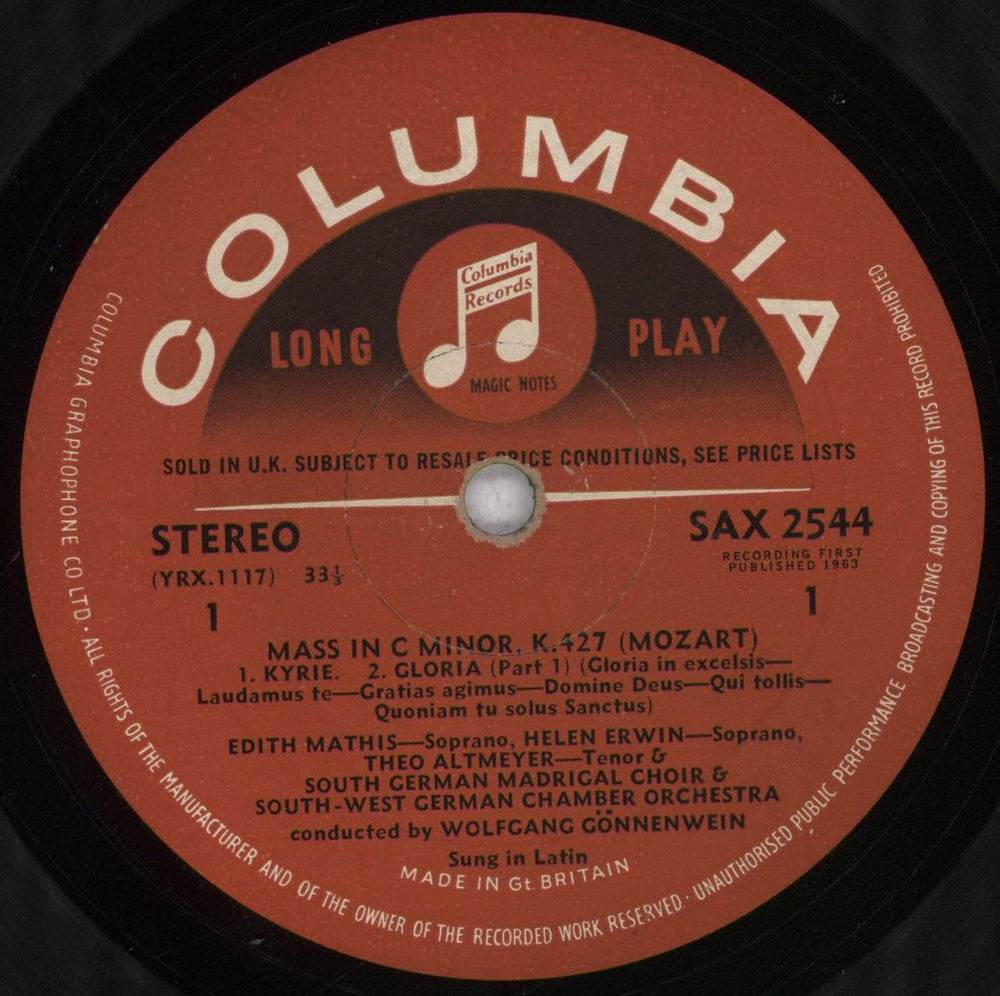 COLUMBIA
Columbia
Records
LONG PLAY
MAGIC NOTES
SOLD IN U.K. SUBJECT TO RESALE PRICE CONDITIONS, SEE PRICE LISTS
STEREO SAX 2544
(YRX.1117) 33⅓ RECORDING FIRST
PUBLISHED 1963
1 1
MASS IN C MINOR, K.427 (MOZART)
1. KYRIE. 2. GLORIA (Part 1) (Gloria in excelsis—
Laudamus te—Gratias agimus—Domine Deus—Qui tollis—
Quoniam tu solus Sanctus)
EDITH MATHIS—Soprano, HELEN ERWIN—Soprano,
THEO ALTMEYER—Tenor &
SOUTH GERMAN MADRIGAL CHOIR &
SOUTH-WEST GERMAN CHAMBER ORCHESTRA
conducted by WOLFGANG GÖNNENWEIN
Sung in Latin
MADE IN Gt. BRITAIN
COLUMBIA GRAPHOPHONE CO. LTD · ALL RIGHTS OF THE MANUFACTURER AND OF THE OWNER OF THE RECORDED WORK RESERVED · UNAUTHORISED PUBLIC PERFORMANCE BROADCASTING AND COPYING OF THIS RECORD PROHIBITED